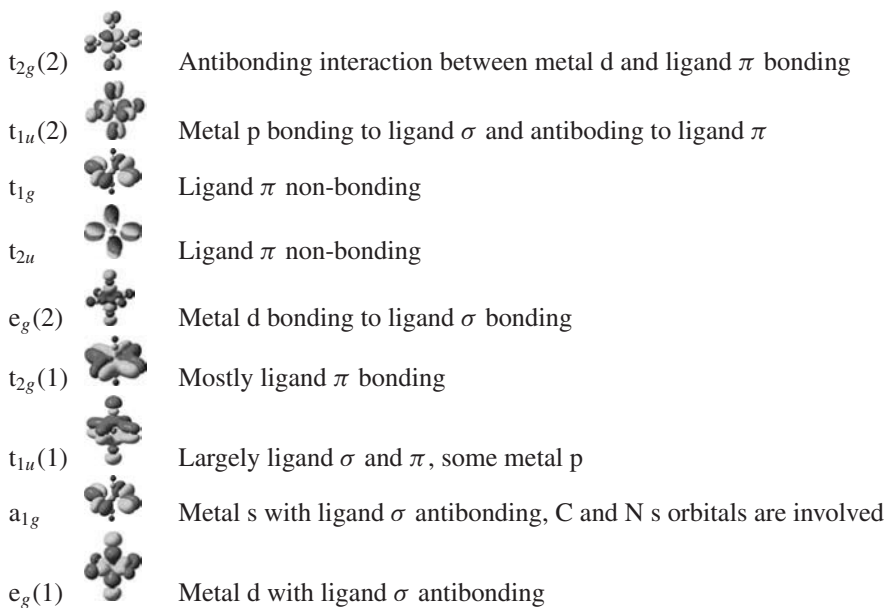 t₂g(2) Antibonding interaction between metal d and ligand π bonding
t₁u(2) Metal p bonding to ligand σ and antiboding to ligand π
t₁g Ligand π non-bonding
t₂u Ligand π non-bonding
e_g(2) Metal d bonding to ligand σ bonding
t₂g(1) Mostly ligand π bonding
t₁u(1) Largely ligand σ and π, some metal p
a₁g Metal s with ligand σ antibonding, C and N s orbitals are involved
e_g(1) Metal d with ligand σ antibonding